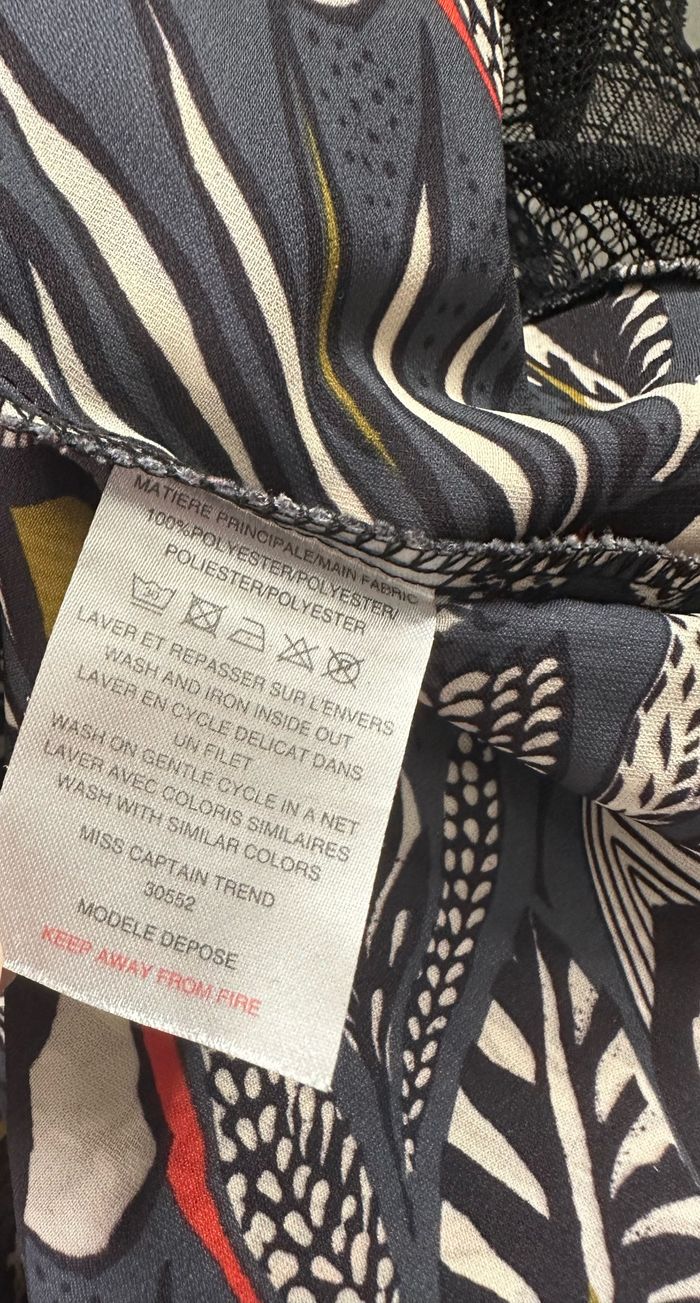 MATIERE PRINCIPALE/MAIN FABRIC
100%POLYESTER/POLYESTER/
POLIESTER/POLYESTER
30
P
LAVER ET REPASSER SUR L'ENVERS
WASH AND IRON INSIDE OUT
LAVER EN CYCLE DELICAT DANS
UN FILET
WASH ON GENTLE CYCLE IN A NET
LAVER AVEC COLORIS SIMILAIRES
WASH WITH SIMILAR COLORS
MISS CAPTAIN TREND
30552
MODELE DEPOSE
KEEP AWAY FROM FIRE